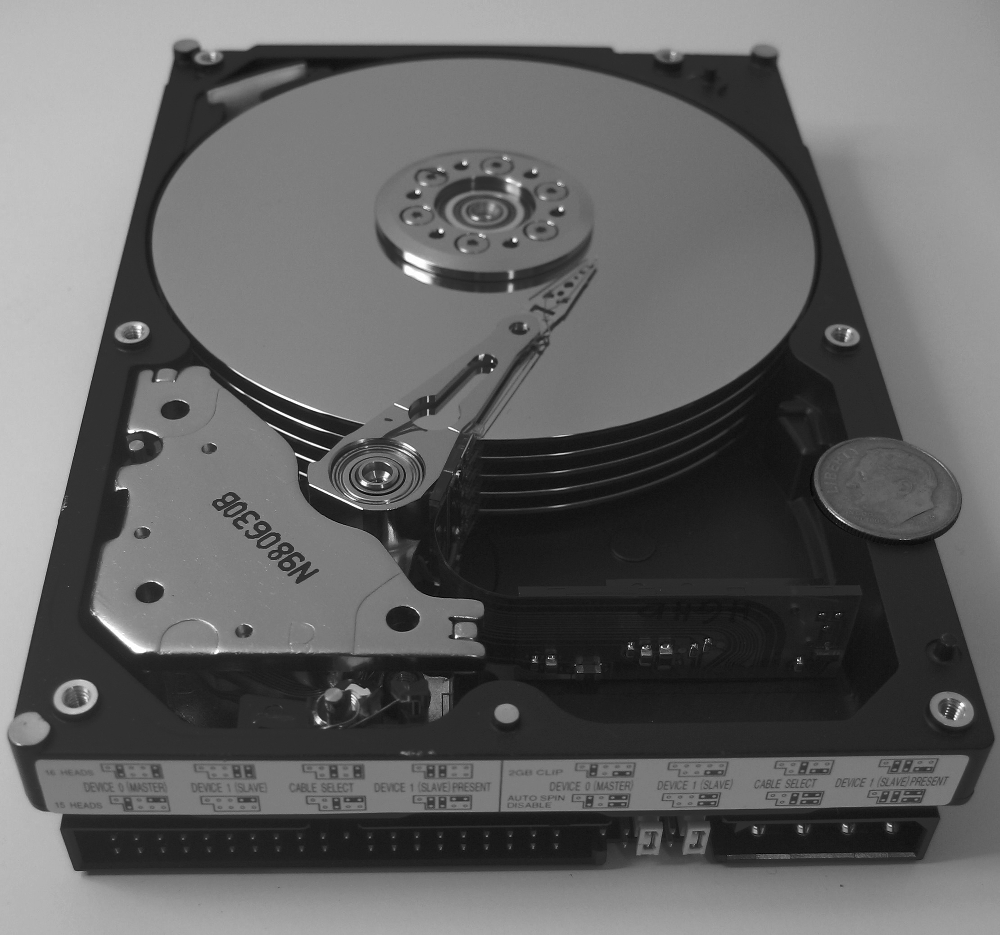 LIBERTY
N980630B
16 HEADS
DEVICE 0 (MASTER) DEVICE 1 (SLAVE) CABLE SELECT DEVICE 1 (SLAVE) PRESENT
15 HEADS
2GB CLIP
DEVICE 0 (MASTER) DEVICE 1 (SLAVE) CABLE SELECT DEVICE 1 (SLAVE) PRESENT
AUTO SPIN
DISABLE